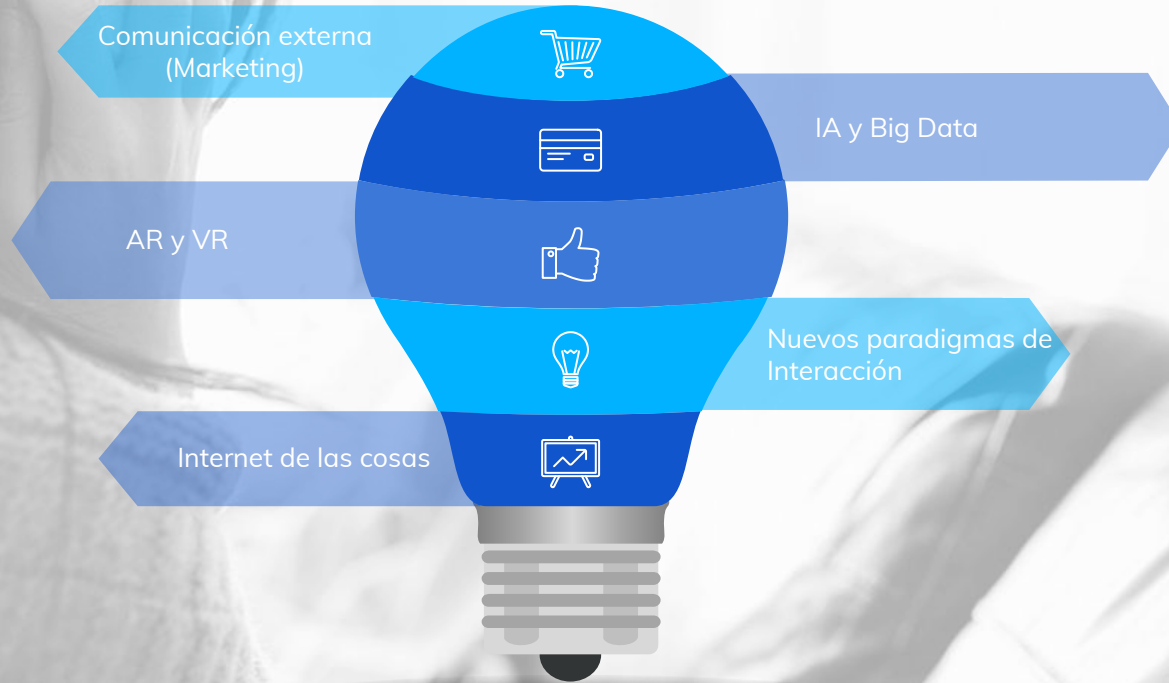 Comunicación externa
(Marketing)
IA y Big Data
AR y VR
Nuevos paradigmas de
Interacción
Internet de las cosas